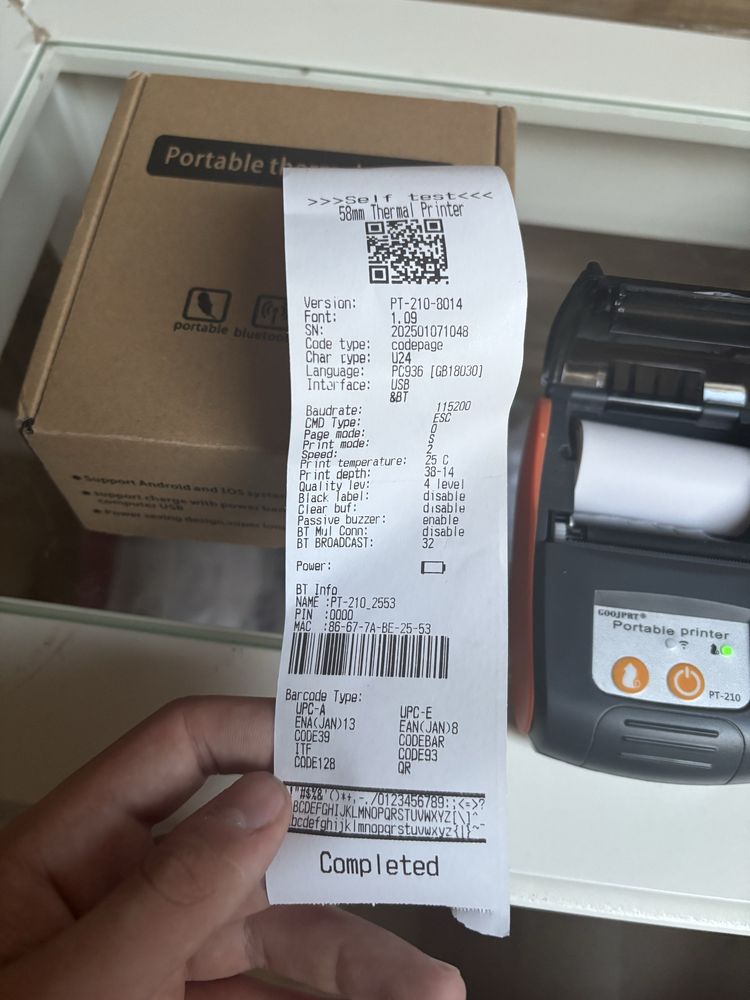 Portable
portable
● Support Android and IOS
● support charge with power
computer USB
● Power saving design,super
>>>Self test<<<
58mm Thermal Printer
Version: PT-210-8014
Font: 1.09
SN: 202501071048
Code type: codepage
Char type: U24
Language: PC936 [GB18030]
Interface: USB
&BT
Baudrate: 115200
CMD Type: ESC
Page mode: 0
Print mode: S
Speed: 2
Print temperature: 25 C
Print depth: 38-14
Quality lev: 4 level
Black label: disable
Clear buf: disable
Passive buzzer: enable
BT Mul Conn: disable
BT BROADCAST: 32
Power:
BT Info
NAME :PT-210_2553
PIN :0000
MAC :86-67-7A-BE-25-53
Barcode Type:
UPC-A UPC-E
ENA(JAN)13 EAN(JAN)8
CODE39 CODEBAR
ITF CODE93
CODE128 QR
"#$%&'()*+,-./0123456789:;<=>?
BCDEFGHIJKLMNOPQRSTUVWXYZ[\]^
bcdefghijklmnopqrstuvwxyz{|}~
Completed
GOOJPRT®
Portable printer
PT-210